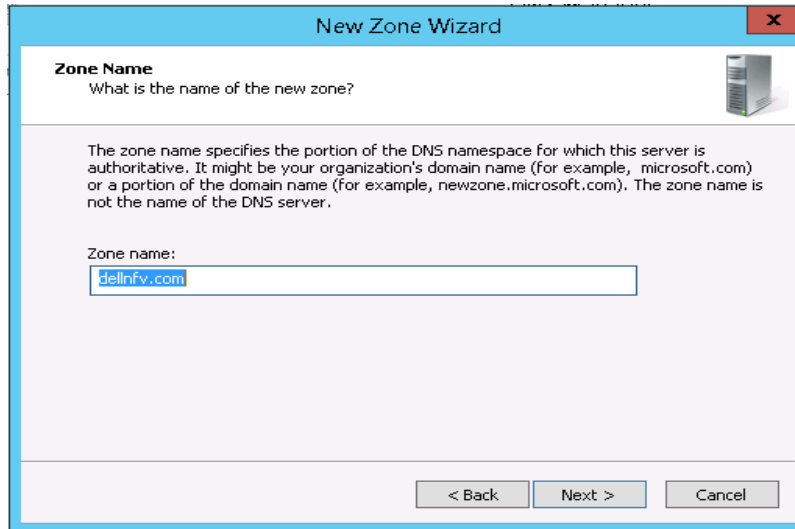 New Zone Wizard
x
Zone Name
What is the name of the new zone?
The zone name specifies the portion of the DNS namespace for which this server is
authoritative. It might be your organization's domain name (for example, microsoft.com)
or a portion of the domain name (for example, newzone.microsoft.com). The zone name is
not the name of the DNS server.
Zone name:
dellnfv.com
< Back Next > Cancel